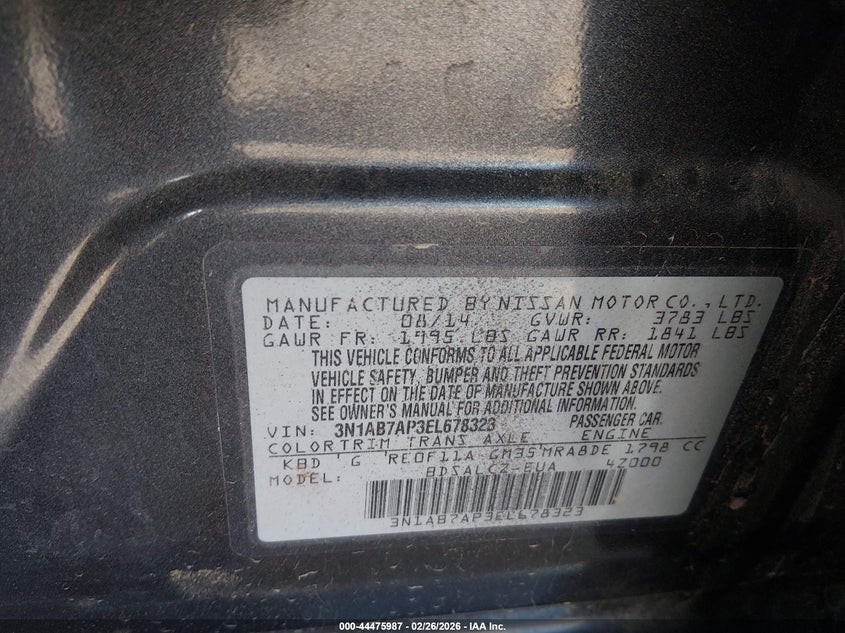 MANUFACTURED BY NISSAN MOTOR CO., LTD.
DATE: 08/14 GVWR: 3783 LBS
GAWR FR: 1995 LBS GAWR RR: 1841 LBS
THIS VEHICLE CONFORMS TO ALL APPLICABLE FEDERAL MOTOR
VEHICLE SAFETY, BUMPER AND THEFT PREVENTION STANDARDS
IN EFFECT ON THE DATE OF MANUFACTURE SHOWN ABOVE.
SEE OWNER'S MANUAL FOR ADDITIONAL INFORMATION.
VIN: 3N1AB7AP3EL678323 PASSENGER CAR
COLOR TRIM TRANS AXLE ENGINE
KBD G RE0F11A GM35 MRA8DE 1798 CC
MODEL: BDSALCZ-EUA 4Z000
3N1AB7AP3EL678323
000-44475987 - 02/26/2026 - IAA Inc.